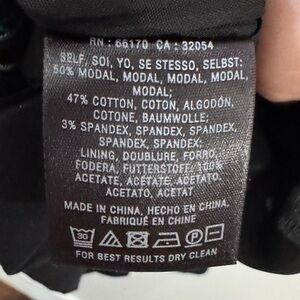 RN : 66170 CA : 32054
SELF, SOI, YO, SE STESSO, SELBST:
50% MODAL, MODAL, MODAL, MODAL,
MODAL;
47% COTTON, COTON, ALGODÓN,
COTONE, BAUMWOLLE;
3% SPANDEX, SPANDEX, SPANDEX,
SPANDEX, SPANDEX;
LINING, DOUBLURE, FORRO,
FODERA, FUTTERSTOFF: 100%
ACETATE, ACETATE, ACETATO,
ACETATO, ACETAT
MADE IN CHINA, HECHO EN CHINA,
FABRIQUÉ EN CHINE
30
FOR BEST RESULTS DRY CLEAN